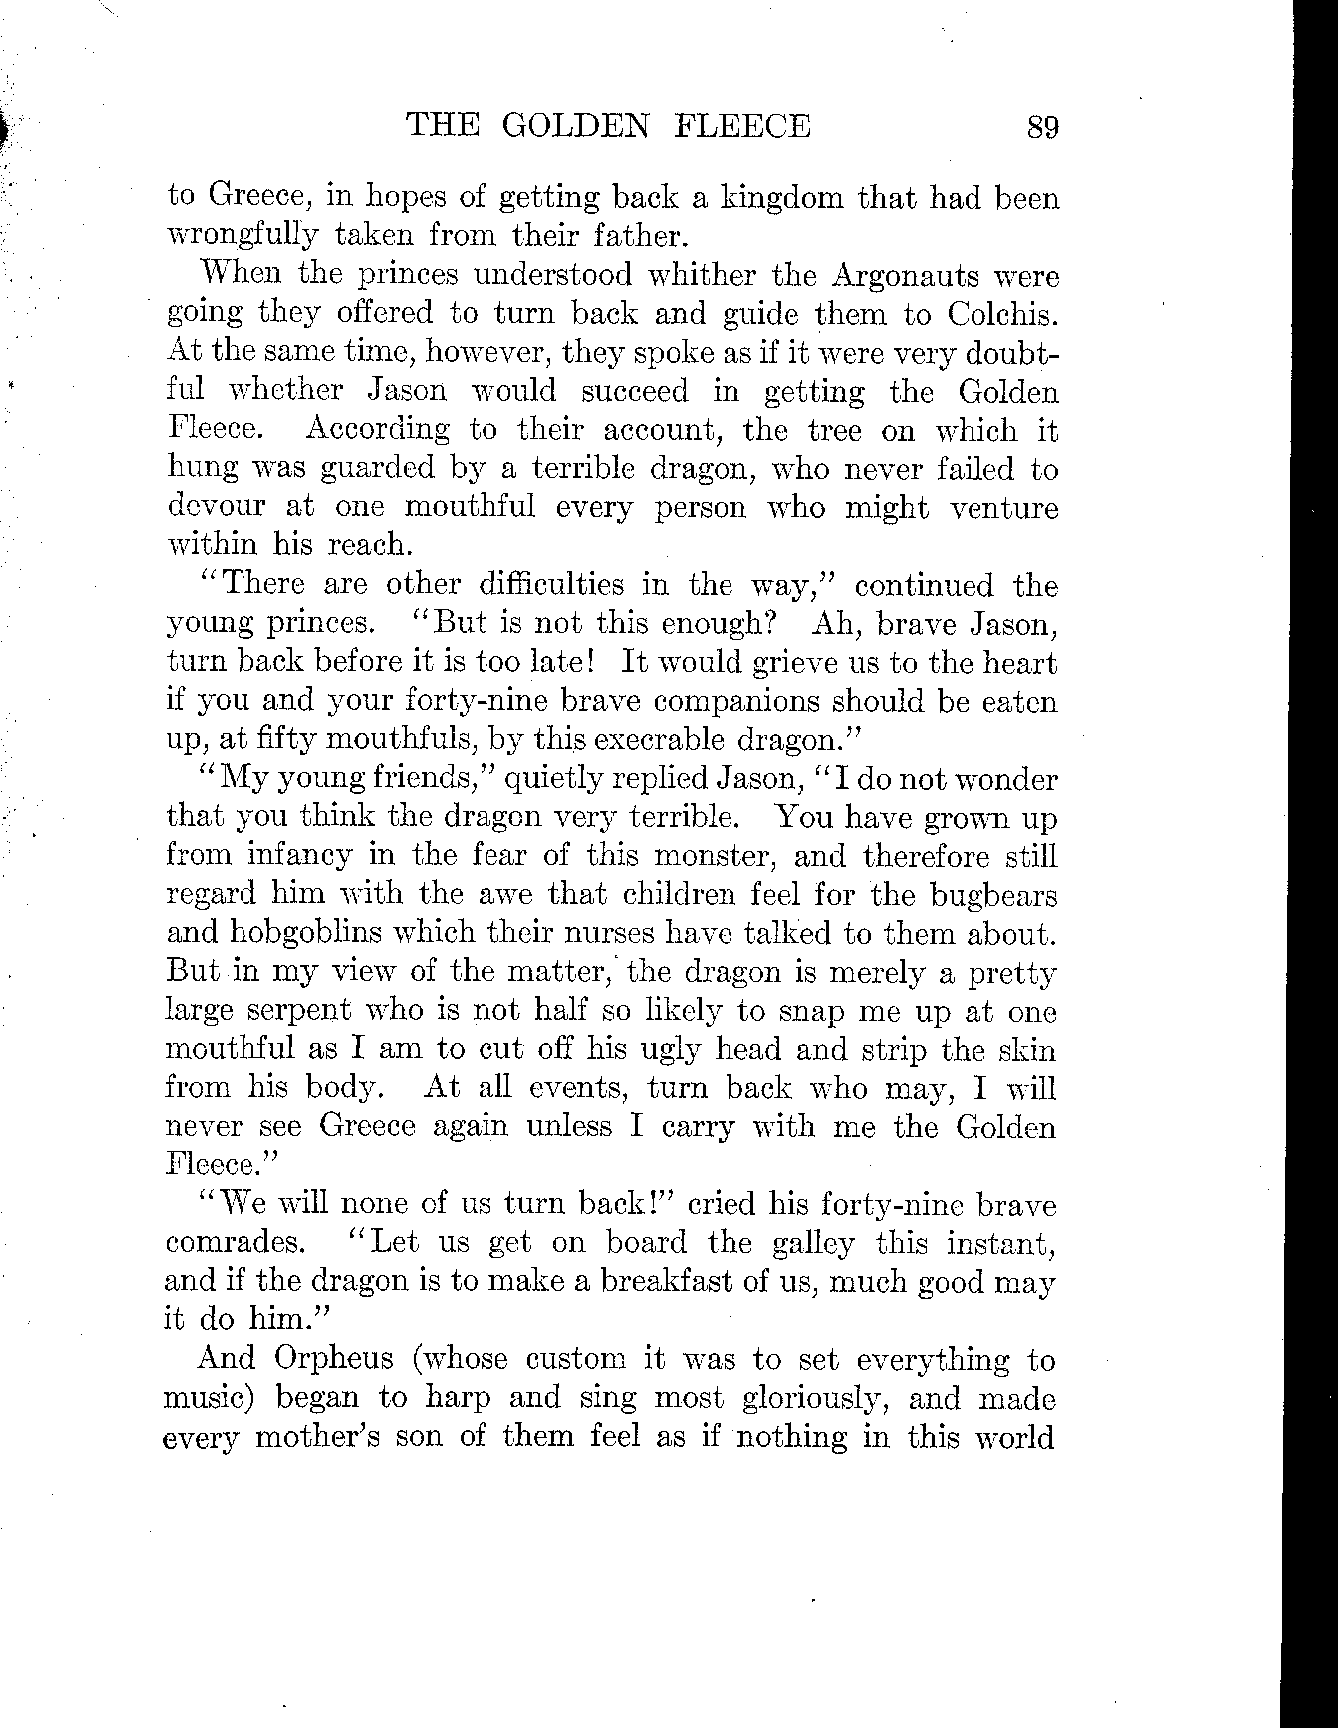 THE GOLDEN FLEECE 89
to Greece, in hopes of getting back a kingdom that had been
wrongfully taken from their father.
When the princes understood whither the Argonauts were
going they offered to turn back and guide them to Colchis.
At the same time, however, they spoke as if it were very doubt-
ful whether Jason would succeed in getting the Golden
Fleece. According to their account, the tree on which it
hung was guarded by a terrible dragon, who never failed to
devour at one mouthful every person who might venture
within his reach.
"There are other difficulties in the way," continued the
young princes. "But is not this enough? Ah, brave Jason,
turn back before it is too late! It would grieve us to the heart
if you and your forty-nine brave companions should be eaten
up, at fifty mouthfuls, by this execrable dragon."
"My young friends," quietly replied Jason, "I do not wonder
that you think the dragon very terrible. You have grown up
from infancy in the fear of this monster, and therefore still
regard him with the awe that children feel for the bugbears
and hobgoblins which their nurses have talked to them about.
But in my view of the matter, the dragon is merely a pretty
large serpent who is not half so likely to snap me up at one
mouthful as I am to cut off his ugly head and strip the skin
from his body. At all events, turn back who may, I will
never see Greece again unless I carry with me the Golden
Fleece."
"We will none of us turn back!" cried his forty-nine brave
comrades. "Let us get on board the galley this instant,
and if the dragon is to make a breakfast of us, much good may
it do him."
And Orpheus (whose custom it was to set everything to
music) began to harp and sing most gloriously, and made
every mother's son of them feel as if nothing in this world